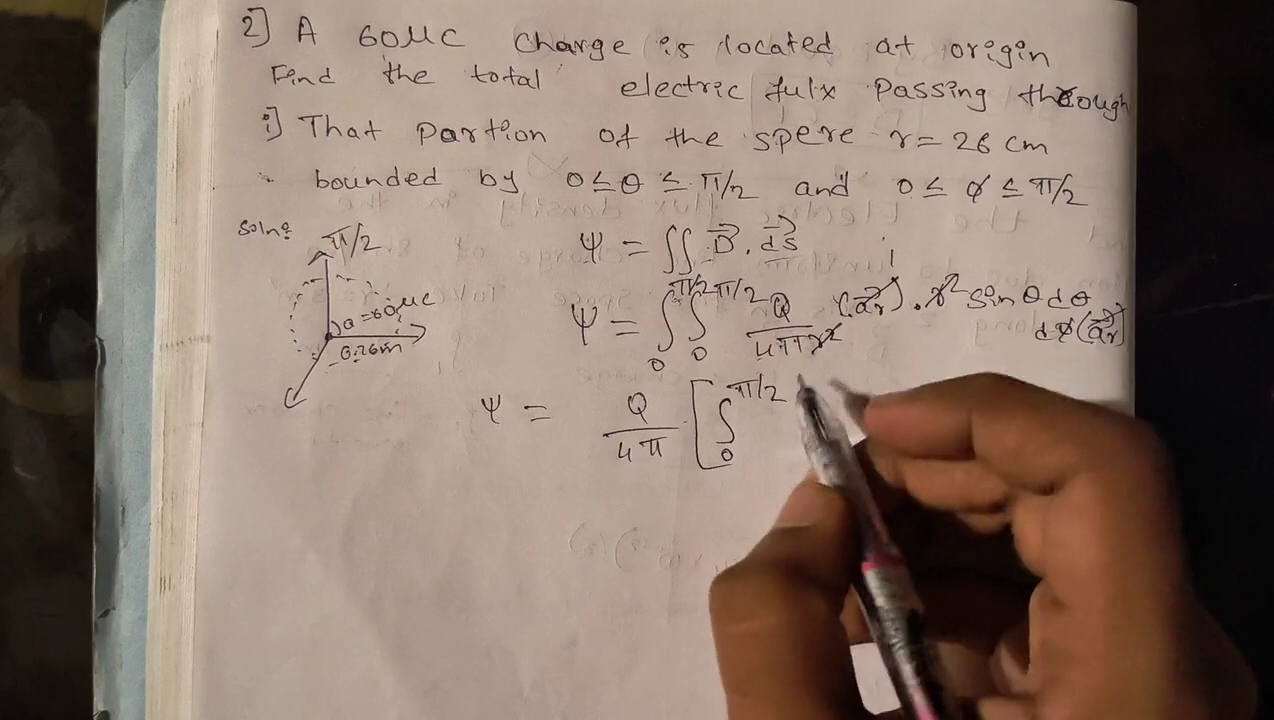 2] A 60μC charge is located at origin
Find the total electric fulx passing through
i] That partion of the spere r = 26 cm
bounded by 0 ≤ θ ≤ π/2 and 0 ≤ φ ≤ π/2
Soln:
π/2
Q = 60μC
0.26m
Ψ = ∫∫ D⃗ . ds⃗
Ψ = ∫₀^π/2 ∫₀^π/2 Q/4πr² (a⃗r) . r² sinθ dθ dφ (a⃗r)
Ψ = Q/4π [ ∫₀^π/2